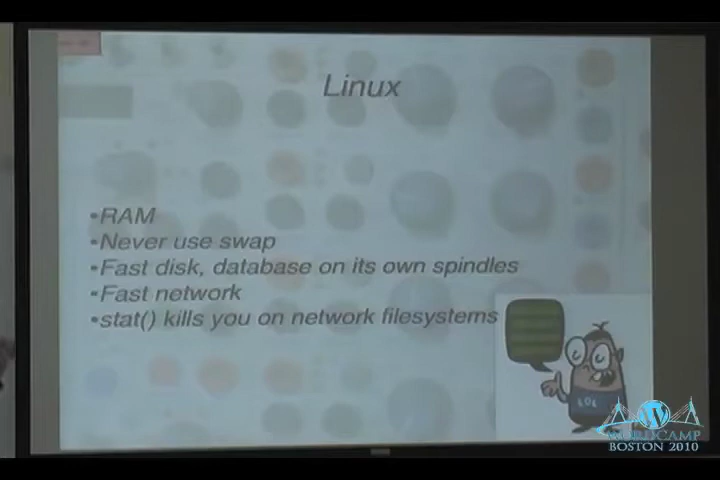 Linux
•RAM
•Never use swap
•Fast disk, database on its own spindles
•Fast network
•stat() kills you on network filesystems
LOL
WORDCAMP
BOSTON 2010